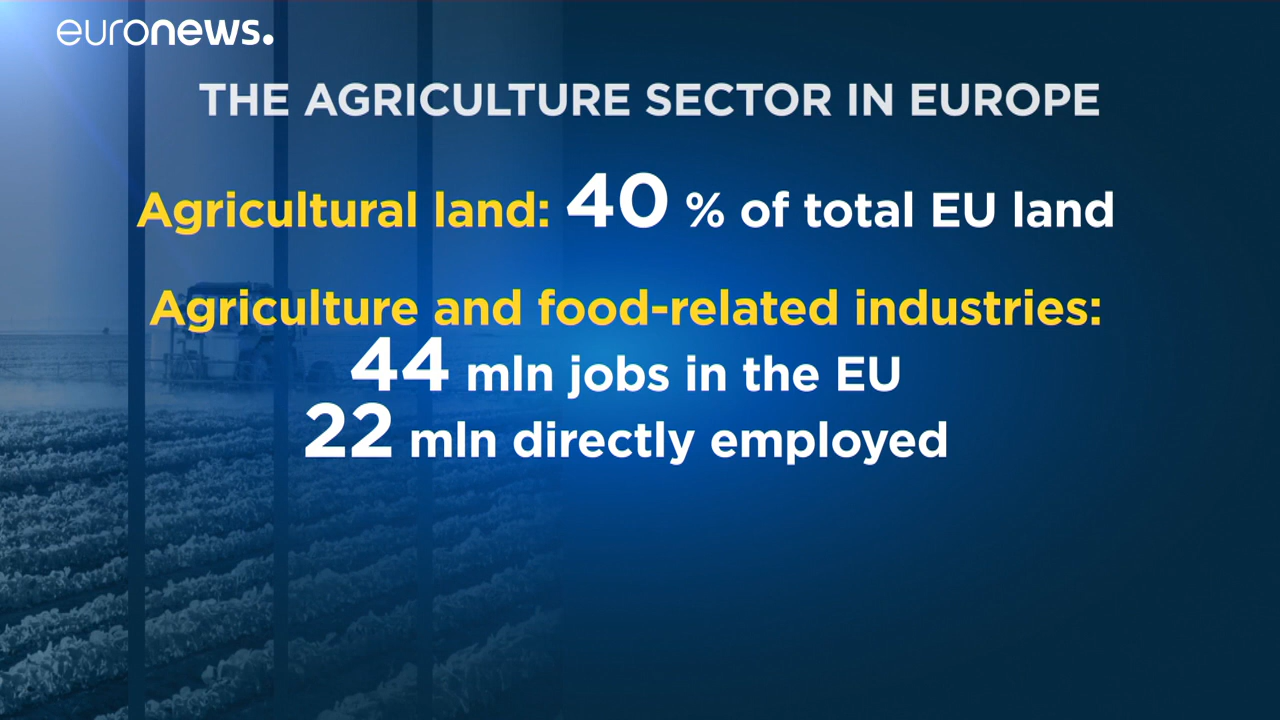 euronews.
THE AGRICULTURE SECTOR IN EUROPE
Agricultural land: 40 % of total EU land
Agriculture and food-related industries:
44 mln jobs in the EU
22 mln directly employed